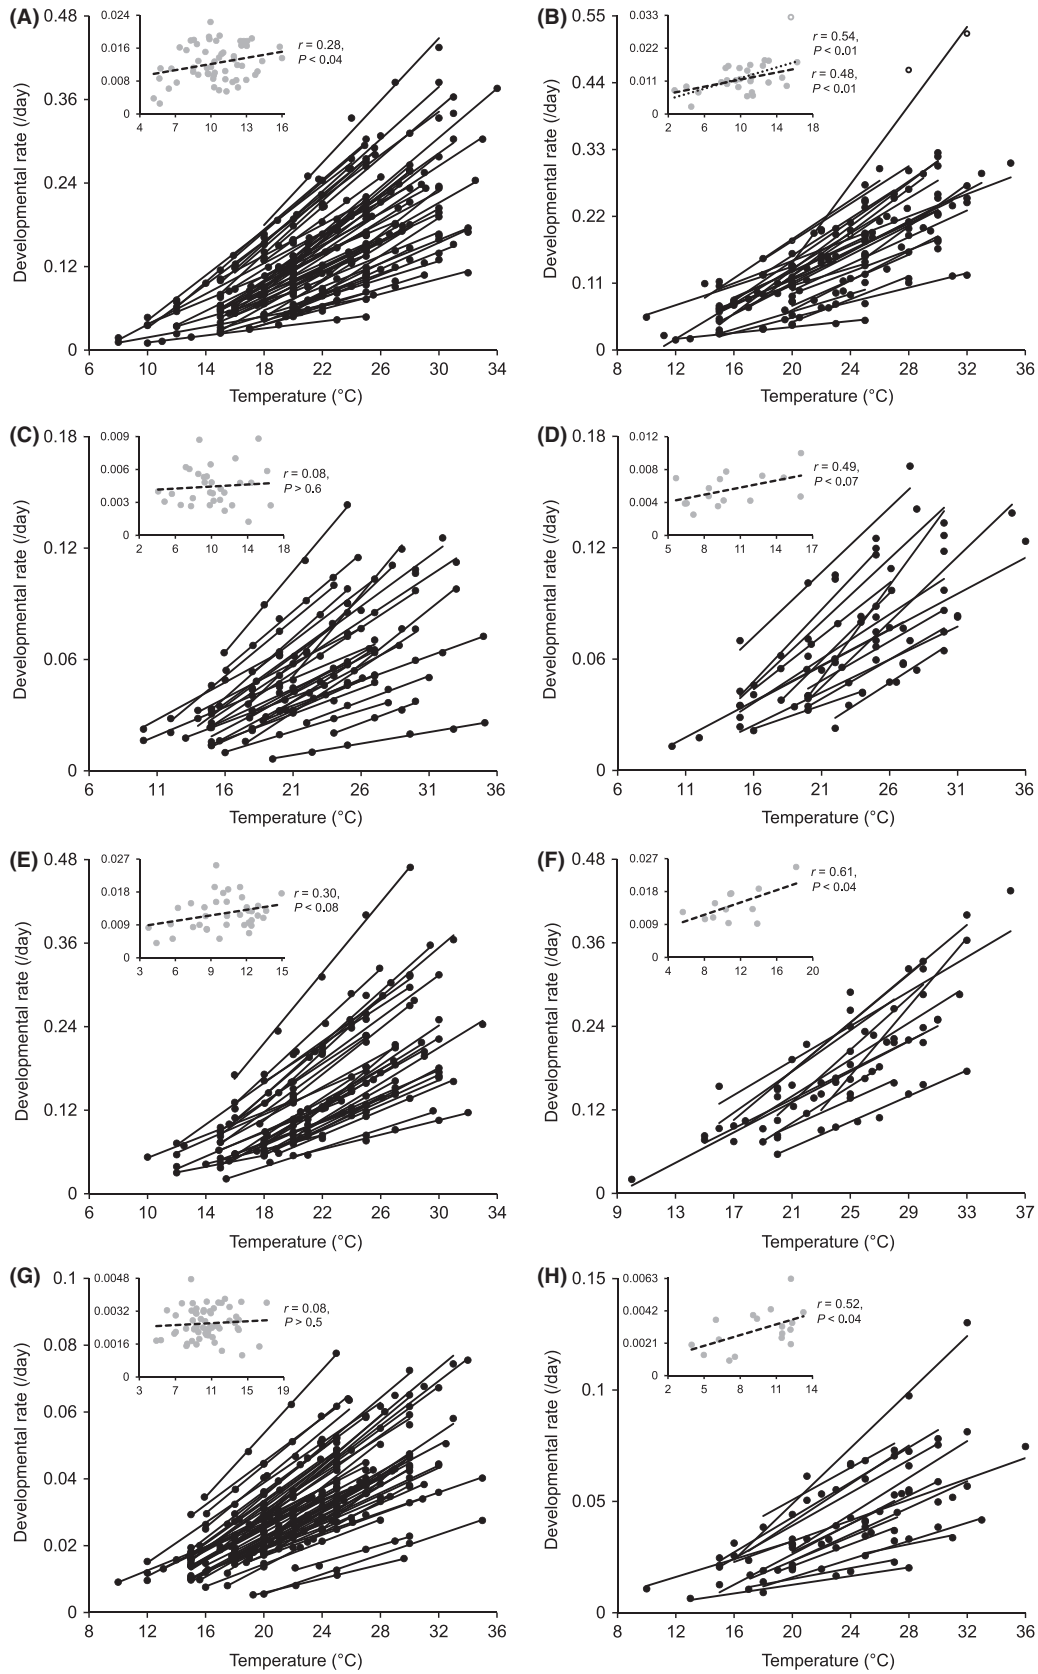 (A)
0.48
0.36
0.24
0.12
0
Developmental rate (/day)
6 10 14 18 22 26 30 34
Temperature (°C)
0.024
0.016
0.008
0
4 7 10 13 16
r = 0.28,
P < 0.04
(B)
0.55
0.44
0.33
0.22
0.11
0
Developmental rate (/day)
8 12 16 20 24 28 32 36
Temperature (°C)
0.033
0.022
0.011
0
2 6 10 14 18
r = 0.54,
P < 0.01
r = 0.48,
P < 0.01
(C)
0.18
0.12
0.06
0
Developmental rate (/day)
6 11 16 21 26 31 36
Temperature (°C)
0.009
0.006
0.003
0
2 6 10 14 18
r = 0.08,
P > 0.6
(D)
0.18
0.12
0.06
0
Developmental rate (/day)
6 11 16 21 26 31 36
Temperature (°C)
0.012
0.008
0.004
0
5 8 11 14 17
r = 0.49,
P < 0.07
(E)
0.48
0.36
0.24
0.12
0
Developmental rate (/day)
6 10 14 18 22 26 30 34
Temperature (°C)
0.027
0.018
0.009
0
3 6 9 12 15
r = 0.30,
P < 0.08
(F)
0.48
0.36
0.24
0.12
0
Developmental rate (/day)
9 13 17 21 25 29 33 37
Temperature (°C)
0.027
0.018
0.009
0
4 8 12 16 20
r = 0.61,
P < 0.04
(G)
0.1
0.08
0.06
0.04
0.02
0
Developmental rate (/day)
8 12 16 20 24 28 32 36
Temperature (°C)
0.0048
0.0032
0.0016
0
3 7 11 15 19
r = 0.08,
P > 0.5
(H)
0.15
0.1
0.05
0
Developmental rate (/day)
8 12 16 20 24 28 32 36
Temperature (°C)
0.0063
0.0042
0.0021
0
2 5 8 11 14
r = 0.52,
P < 0.04